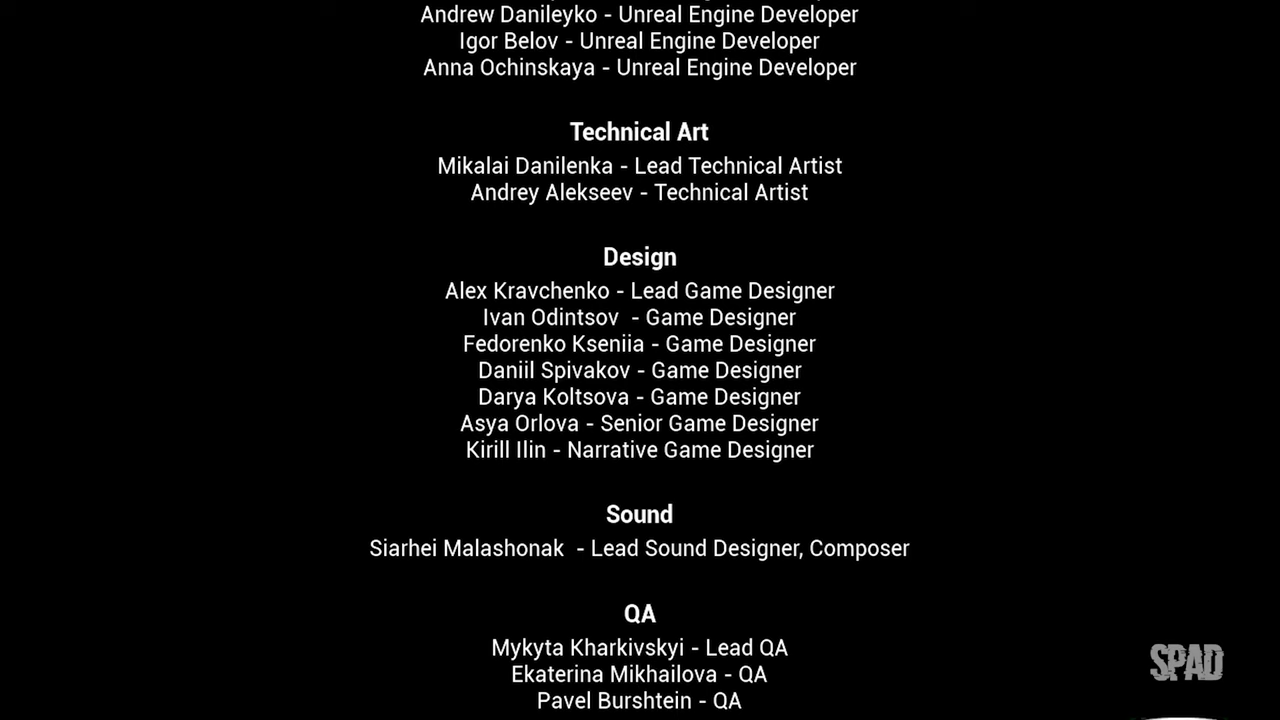 Andrew Danileyko - Unreal Engine Developer
Igor Belov - Unreal Engine Developer
Anna Ochinskaya - Unreal Engine Developer
Technical Art
Mikalai Danilenka - Lead Technical Artist
Andrey Alekseev - Technical Artist
Design
Alex Kravchenko - Lead Game Designer
Ivan Odintsov  - Game Designer
Fedorenko Kseniia - Game Designer
Daniil Spivakov - Game Designer
Darya Koltsova - Game Designer
Asya Orlova - Senior Game Designer
Kirill Ilin - Narrative Game Designer
Sound
Siarhei Malashonak  - Lead Sound Designer, Composer
QA
Mykyta Kharkivskyi - Lead QA
Ekaterina Mikhailova - QA
Pavel Burshtein - QA
SPAD